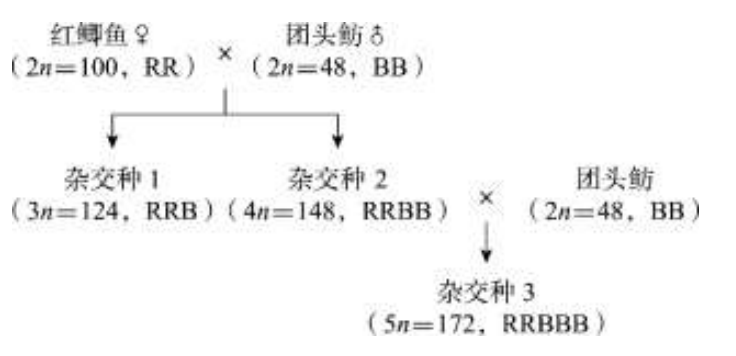 红鲫鱼♀ × 团头鲂♂
(2n=100, RR) (2n=48, BB)
杂交种 1 杂交种 2 × 团头鲂
(3n=124, RRB) (4n=148, RRBB) (2n=48, BB)
杂交种 3
(5n=172, RRBBB)